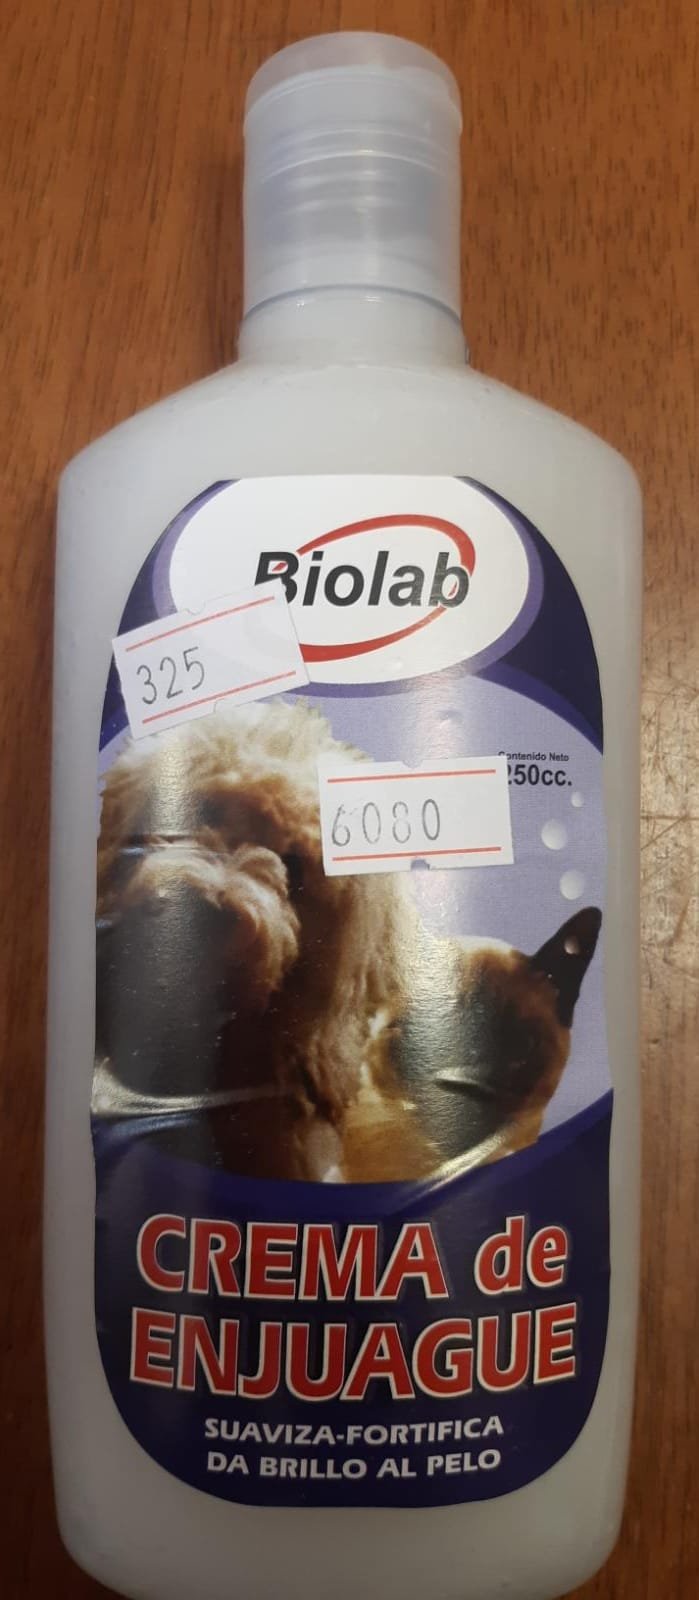 Biolab
325
Contenido Neto
250cc.
6080
CREMA de
ENJUAGUE
SUAVIZA-FORTIFICA
DA BRILLO AL PELO